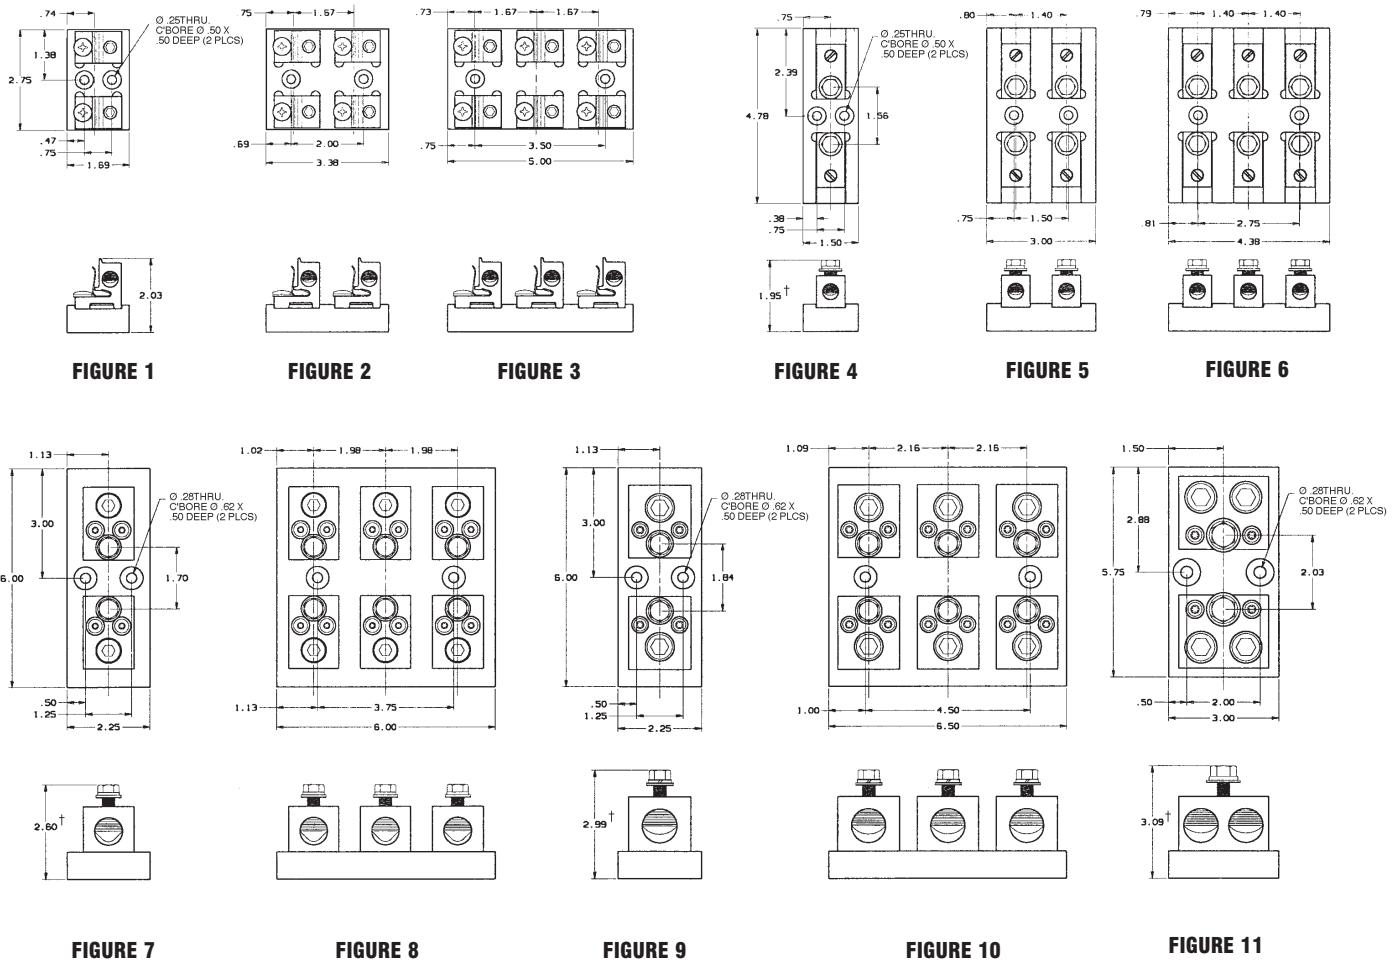 .74
1.38
2.75
.47
.75
1.69
Ø .25THRU.
C'BORE Ø .50 X
.50 DEEP (2 PLCS)
.75
1.67
.69
2.00
3.38
.73
1.67
1.67
.75
3.50
5.00
.75
2.39
4.78
1.56
.38
.75
1.50
Ø .25THRU.
C'BORE Ø .50 X
.50 DEEP (2 PLCS)
.80
1.40
.75
1.50
3.00
.79
1.40
1.40
.81
2.75
4.38
2.03
1.95 †
FIGURE 1
FIGURE 2
FIGURE 3
FIGURE 4
FIGURE 5
FIGURE 6
1.13
3.00
6.00
1.70
.50
1.25
2.25
Ø .28THRU.
C'BORE Ø .62 X
.50 DEEP (2 PLCS)
1.02
1.98
1.98
1.13
3.75
6.00
1.13
3.00
6.00
1.84
.50
1.25
2.25
Ø .28THRU.
C'BORE Ø .62 X
.50 DEEP (2 PLCS)
1.09
2.16
2.16
1.00
4.50
6.50
1.50
2.88
5.75
2.03
.50
2.00
3.00
Ø .28THRU.
C'BORE Ø .62 X
.50 DEEP (2 PLCS)
2.60 †
2.99 †
3.09 †
FIGURE 7
FIGURE 8
FIGURE 9
FIGURE 10
FIGURE 11